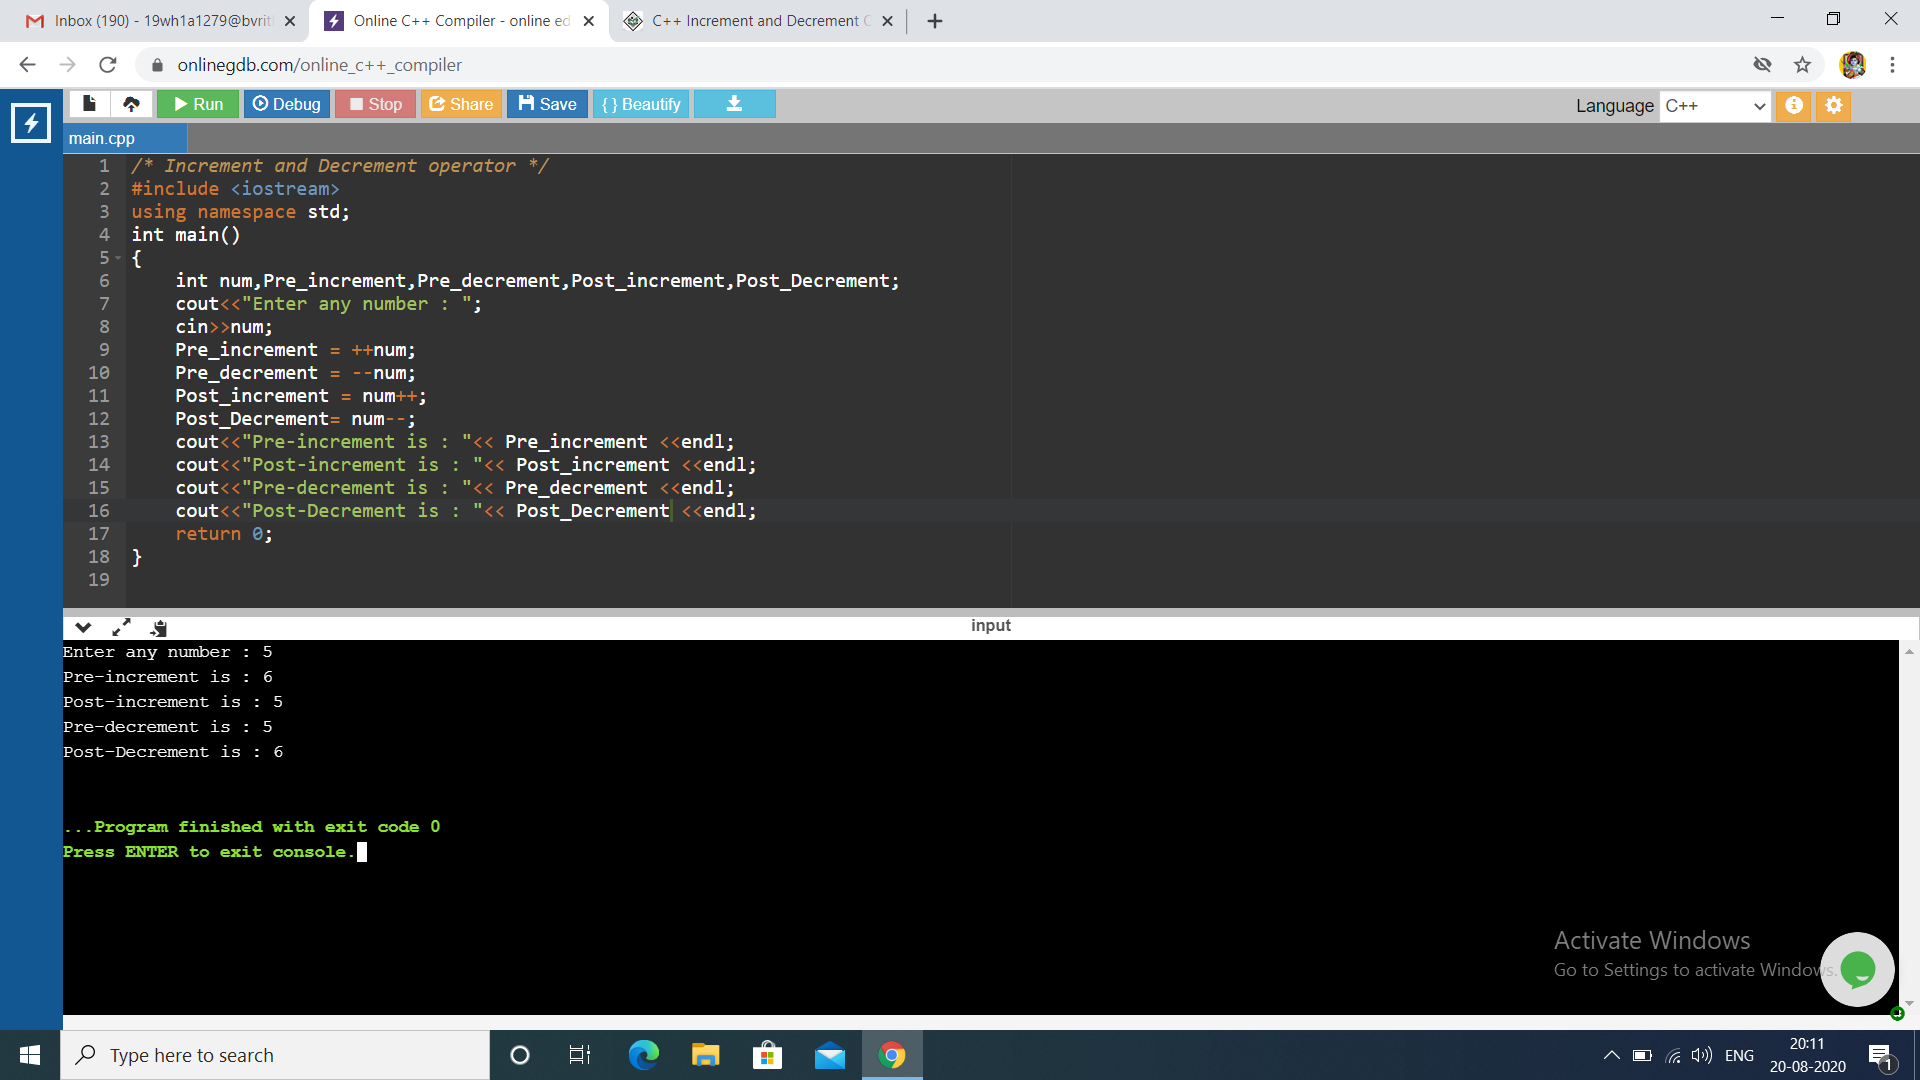 Inbox (190) - 19wh1a1279@bvrit
Online C++ Compiler - online ed
C++ Increment and Decrement O
onlinegdb.com/online_c++_compiler
Run
Debug
Stop
Share
Save
{ } Beautify
Language
C++
main.cpp
1 /* Increment and Decrement operator */
2 #include <iostream>
3 using namespace std;
4 int main()
5 {
6 int num,Pre_increment,Pre_decrement,Post_increment,Post_Decrement;
7 cout<<"Enter any number : ";
8 cin>>num;
9 Pre_increment = ++num;
10 Pre_decrement = --num;
11 Post_increment = num++;
12 Post_Decrement= num--;
13 cout<<"Pre-increment is : "<< Pre_increment <<endl;
14 cout<<"Post-increment is : "<< Post_increment <<endl;
15 cout<<"Pre-decrement is : "<< Pre_decrement <<endl;
16 cout<<"Post-Decrement is : "<< Post_Decrement <<endl;
17 return 0;
18 }
19
input
Enter any number : 5
Pre-increment is : 6
Post-increment is : 5
Pre-decrement is : 5
Post-Decrement is : 6
...Program finished with exit code 0
Press ENTER to exit console.
Activate Windows
Go to Settings to activate Windows.
Type here to search
ENG
20:11
20-08-2020
1